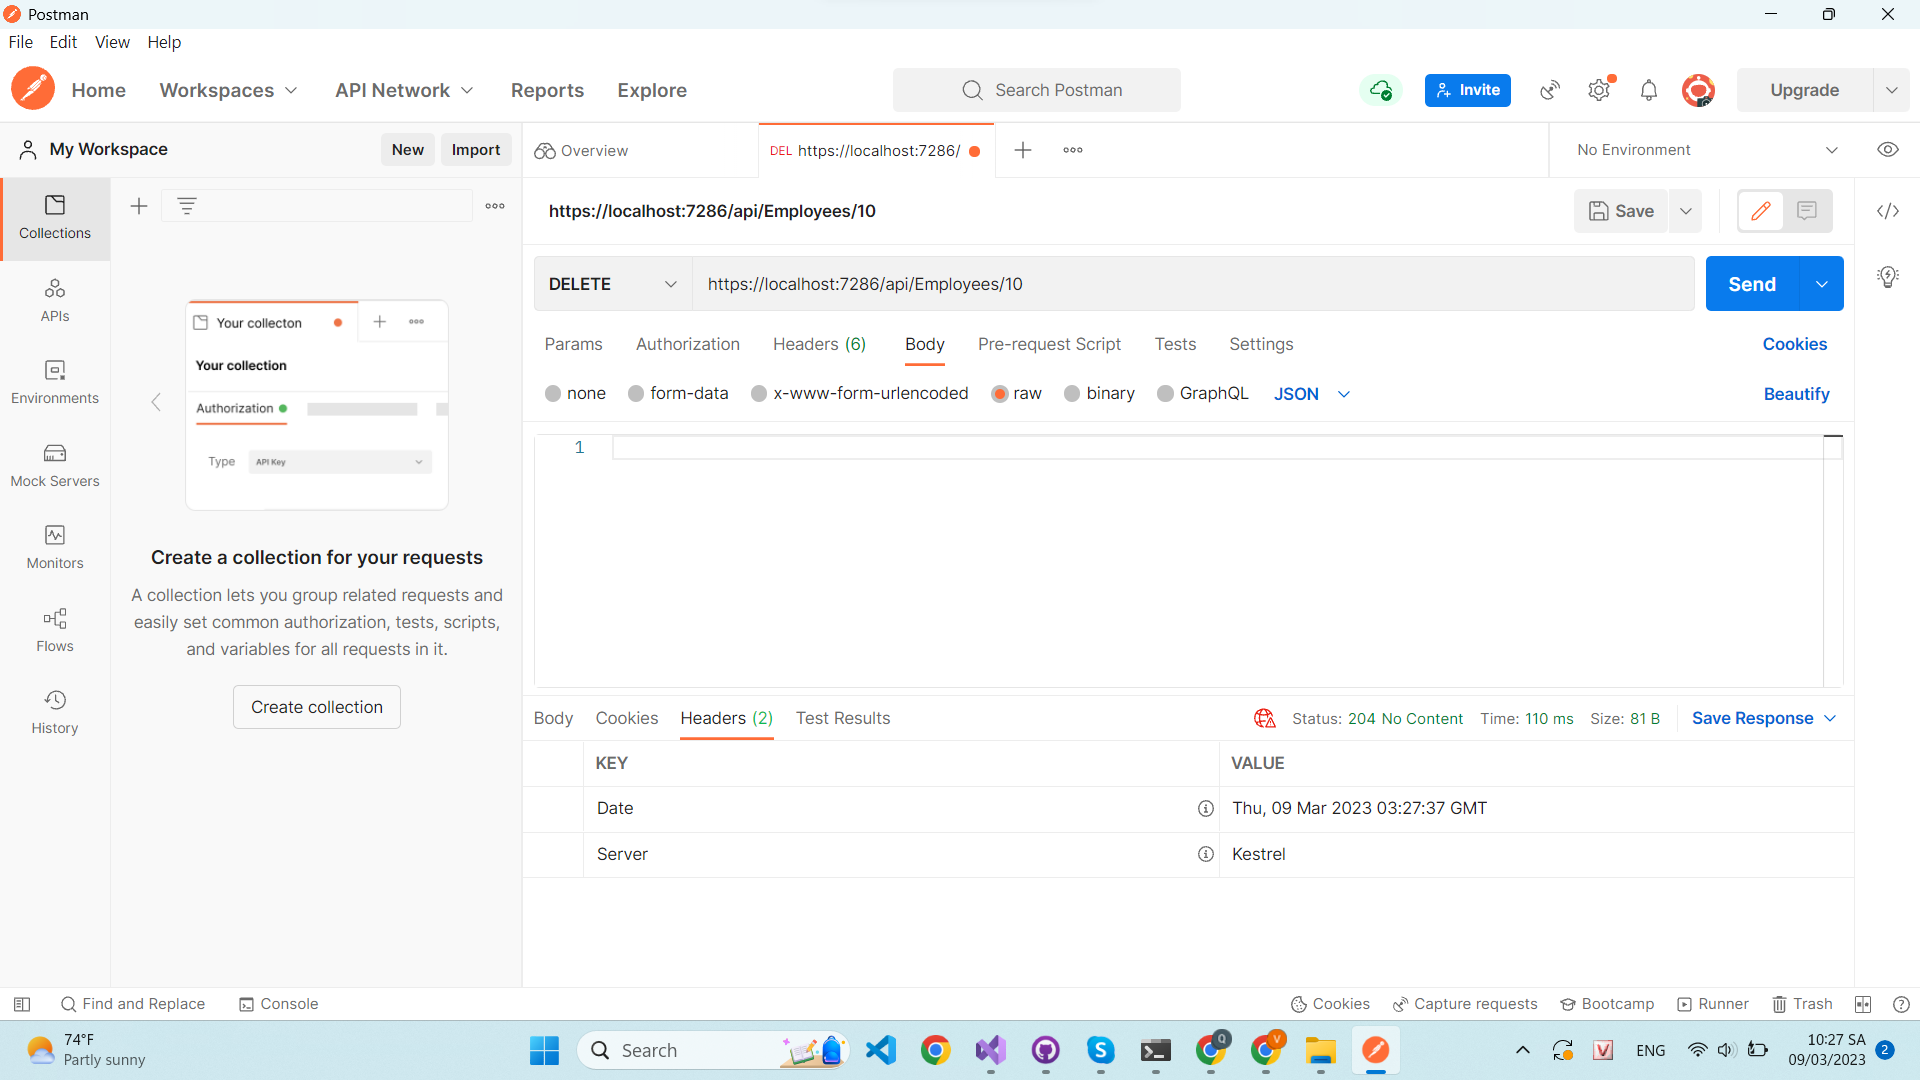 Postman
File Edit View Help
Home Workspaces API Network Reports Explore
Search Postman
Invite
Upgrade
My Workspace
New
Import
Overview
DEL https://localhost:7286/
No Environment
Collections
APIs
Environments
Mock Servers
Monitors
Flows
History
Your collecton
Your collection
Authorization
Type API Key
Create a collection for your requests
A collection lets you group related requests and
easily set common authorization, tests, scripts,
and variables for all requests in it.
Create collection
https://localhost:7286/api/Employees/10
Save
DELETE https://localhost:7286/api/Employees/10
Send
Params Authorization Headers (6) Body Pre-request Script Tests Settings Cookies
none form-data x-www-form-urlencoded raw binary GraphQL JSON Beautify
1
Body Cookies Headers (2) Test Results
Status: 204 No Content Time: 110 ms Size: 81 B Save Response
KEY VALUE
Date Thu, 09 Mar 2023 03:27:37 GMT
Server Kestrel
Find and Replace Console
Cookies Capture requests Bootcamp Runner Trash
74°F
Partly sunny
Search
Q
V
V
ENG
10:27 SA
09/03/2023
2